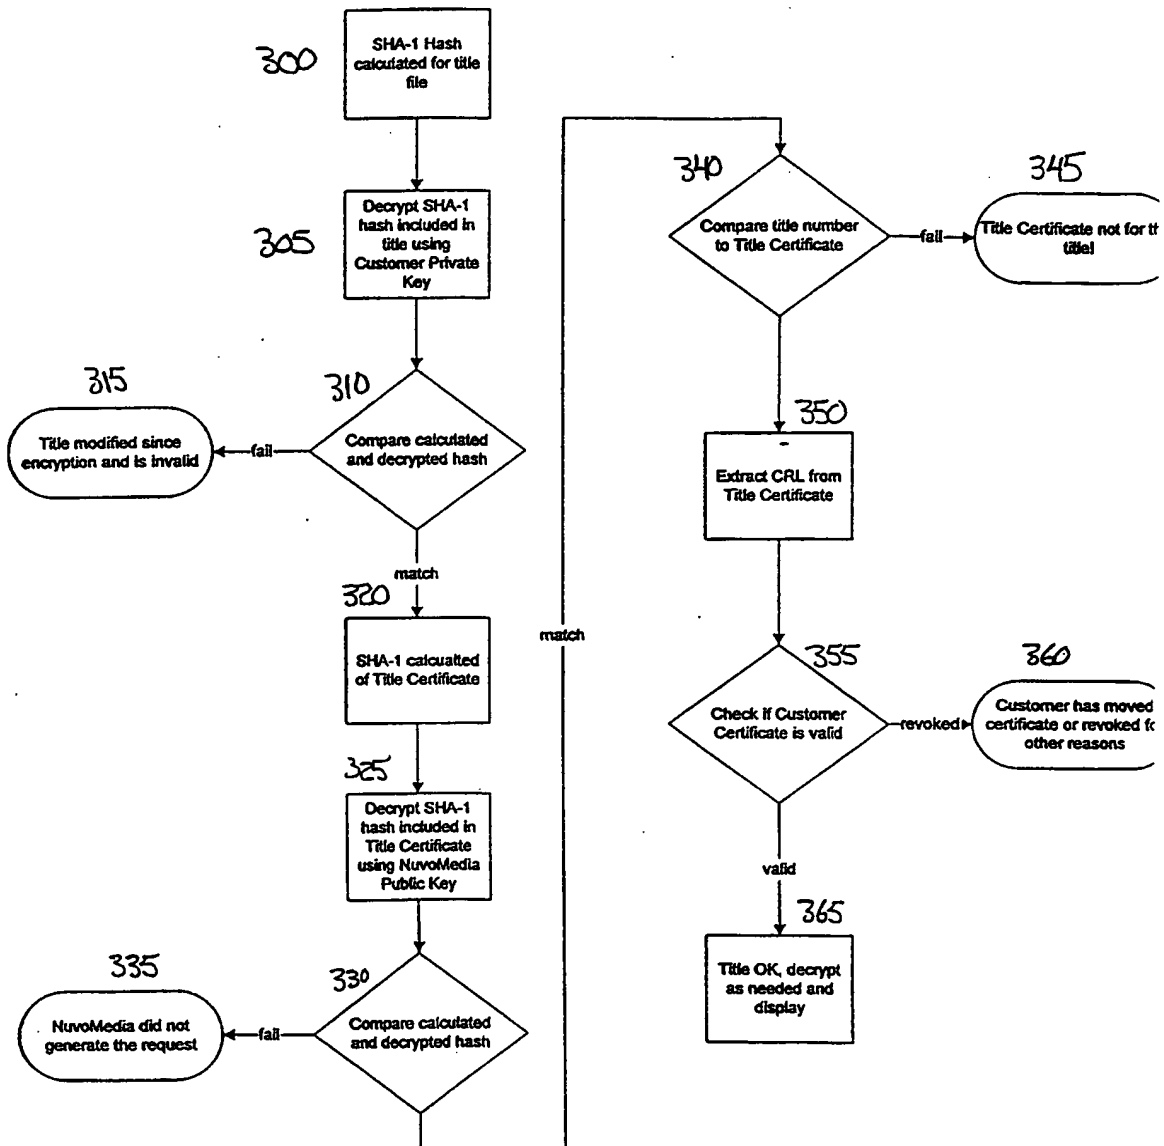 300
SHA-1 Hash
calculated for title
file
305
Decrypt SHA-1
hash included in
title using
Customer Private
Key
310
Compare calculated
and decrypted hash
fail
315
Title modified since
encryption and is invalid
match
320
SHA-1 calcualted
of Title Certificate
325
Decrypt SHA-1
hash included in
Title Certificate
using NuvoMedia
Public Key
330
Compare calculated
and decrypted hash
fail
335
NuvoMedia did not
generate the request
match
340
Compare title number
to Title Certificate
fail
345
Title Certificate not for
title!
350
Extract CRL from
Title Certificate
355
Check if Customer
Certificate is valid
revoked
360
Customer has moved
certificate or revoked
other reasons
valid
365
Title OK, decrypt
as needed and
display